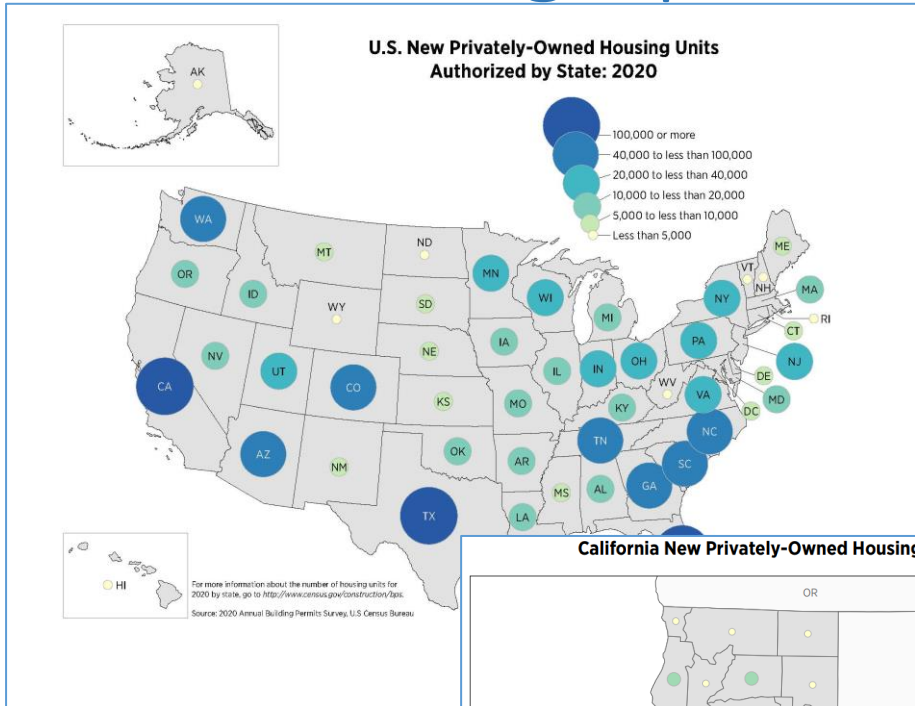 U.S. New Privately-Owned Housing Units
Authorized by State: 2020
100,000 or more
40,000 to less than 100,000
20,000 to less than 40,000
10,000 to less than 20,000
5,000 to less than 10,000
Less than 5,000
AK
WA
MT
ND
MN
ME
VT
NH
OR
ID
WY
SD
WI
MI
NY
MA
RI
CT
NV
UT
CO
NE
IA
IL
IN
OH
PA
NJ
CA
KS
MO
KY
WV
VA
DE
MD
DC
AZ
NM
OK
AR
TN
NC
SC
GA
TX
LA
MS
AL
HI
For more information about the number of housing units for
2020 by state, go to http://www.census.gov/construction/bps.
Source: 2020 Annual Building Permits Survey, U.S Census Bureau
California New Privately-Owned Housing
OR